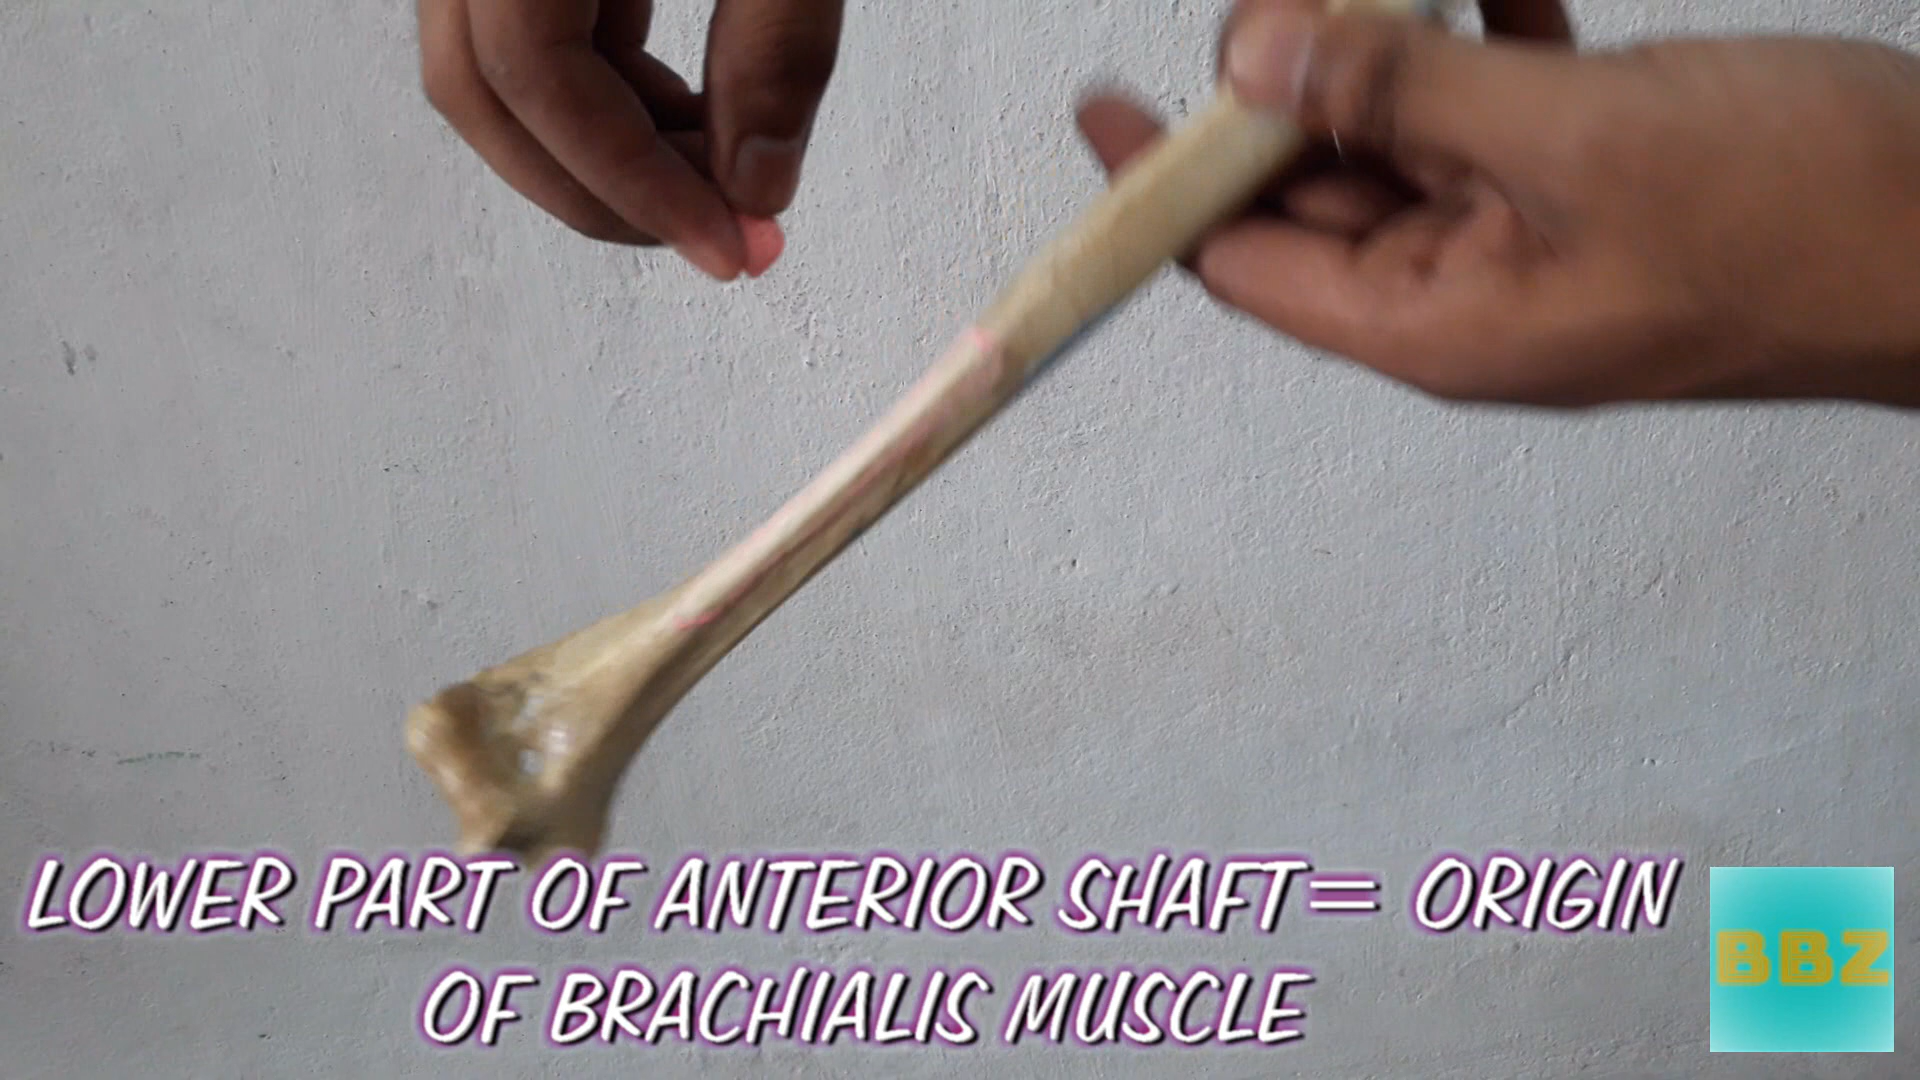 LOWER PART OF ANTERIOR SHAFT= ORIGIN
OF BRACHIALIS MUSCLE
BBZ